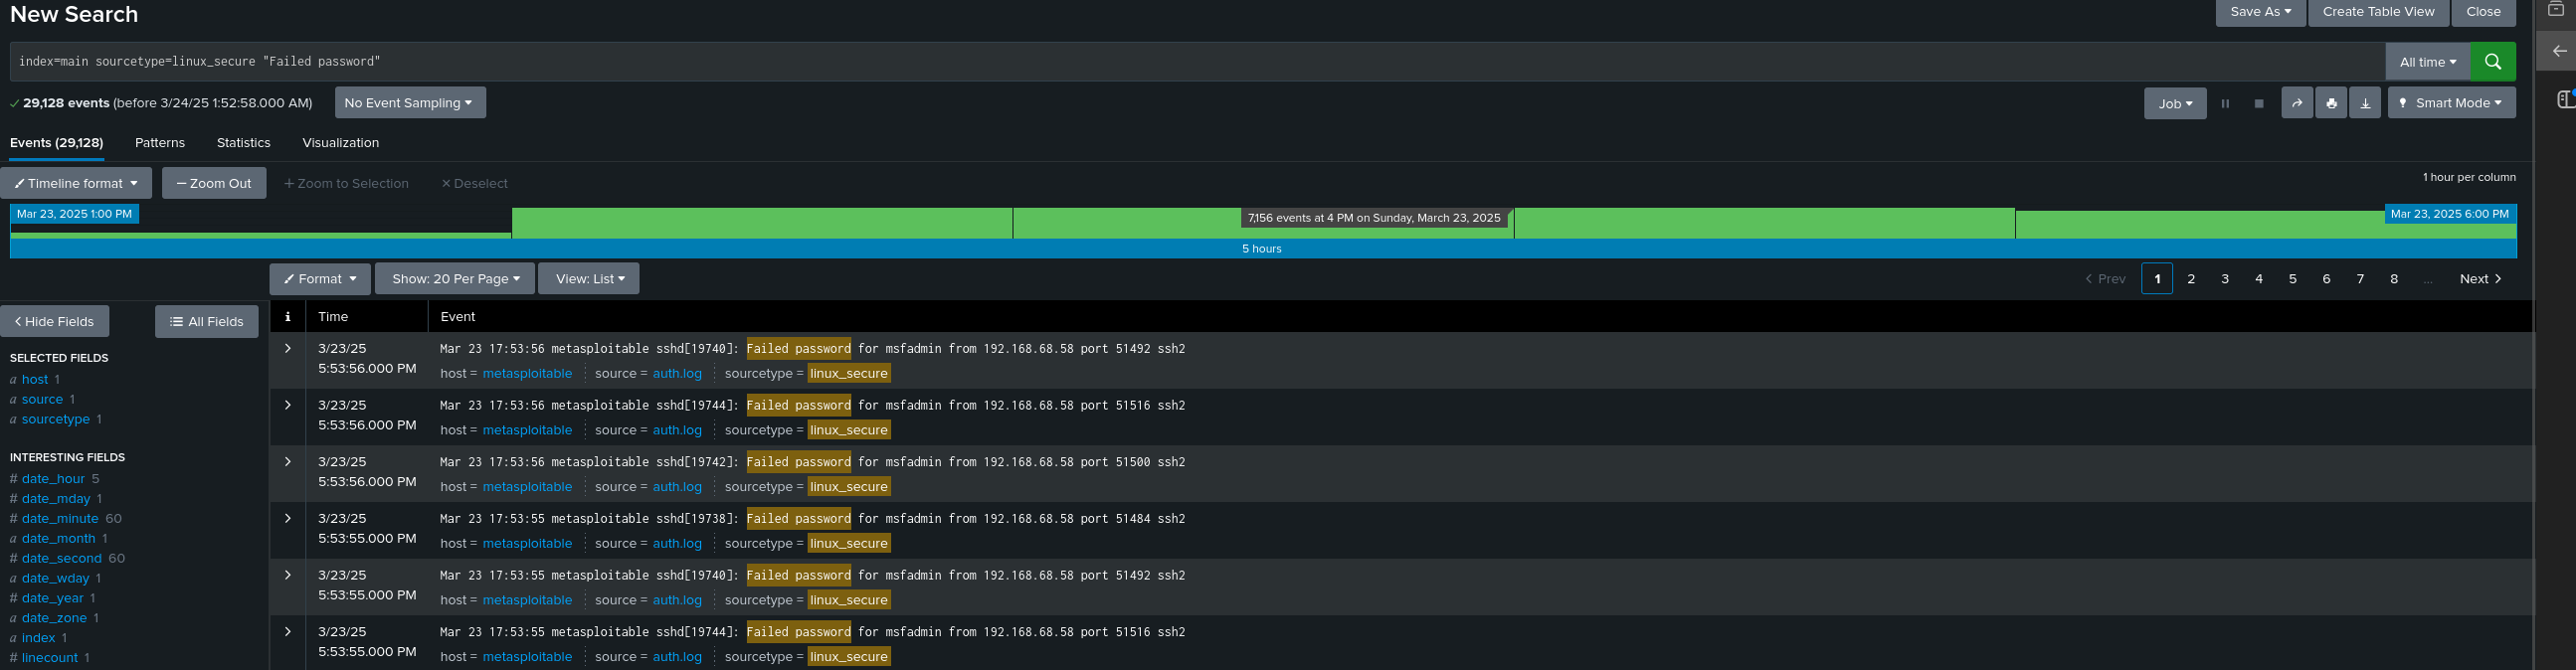 New Search
Save As
Create Table View
Close
index=main sourcetype=linux_secure "Failed password"
All time
29,128 events (before 3/24/25 1:52:58.000 AM)
No Event Sampling
Job
Smart Mode
Events (29,128)
Patterns
Statistics
Visualization
Timeline format
Zoom Out
+ Zoom to Selection
× Deselect
1 hour per column
Mar 23, 2025 1:00 PM
7,156 events at 4 PM on Sunday, March 23, 2025
Mar 23, 2025 6:00 PM
5 hours
Format
Show: 20 Per Page
View: List
< Prev 1 2 3 4 5 6 7 8 ... Next >
< Hide Fields
All Fields
SELECTED FIELDS
a host 1
a source 1
a sourcetype 1
INTERESTING FIELDS
# date_hour 5
# date_mday 1
# date_minute 60
a date_month 1
# date_second 60
a date_wday 1
# date_year 1
a date_zone 1
a index 1
# linecount 1
i Time Event
3/23/25
5:53:56.000 PM
Mar 23 17:53:56 metasploitable sshd[19740]: Failed password for msfadmin from 192.168.68.58 port 51492 ssh2
host = metasploitable source = auth.log sourcetype = linux_secure
3/23/25
5:53:56.000 PM
Mar 23 17:53:56 metasploitable sshd[19744]: Failed password for msfadmin from 192.168.68.58 port 51516 ssh2
host = metasploitable source = auth.log sourcetype = linux_secure
3/23/25
5:53:56.000 PM
Mar 23 17:53:56 metasploitable sshd[19742]: Failed password for msfadmin from 192.168.68.58 port 51500 ssh2
host = metasploitable source = auth.log sourcetype = linux_secure
3/23/25
5:53:55.000 PM
Mar 23 17:53:55 metasploitable sshd[19738]: Failed password for msfadmin from 192.168.68.58 port 51484 ssh2
host = metasploitable source = auth.log sourcetype = linux_secure
3/23/25
5:53:55.000 PM
Mar 23 17:53:55 metasploitable sshd[19740]: Failed password for msfadmin from 192.168.68.58 port 51492 ssh2
host = metasploitable source = auth.log sourcetype = linux_secure
3/23/25
5:53:55.000 PM
Mar 23 17:53:55 metasploitable sshd[19744]: Failed password for msfadmin from 192.168.68.58 port 51516 ssh2
host = metasploitable source = auth.log sourcetype = linux_secure